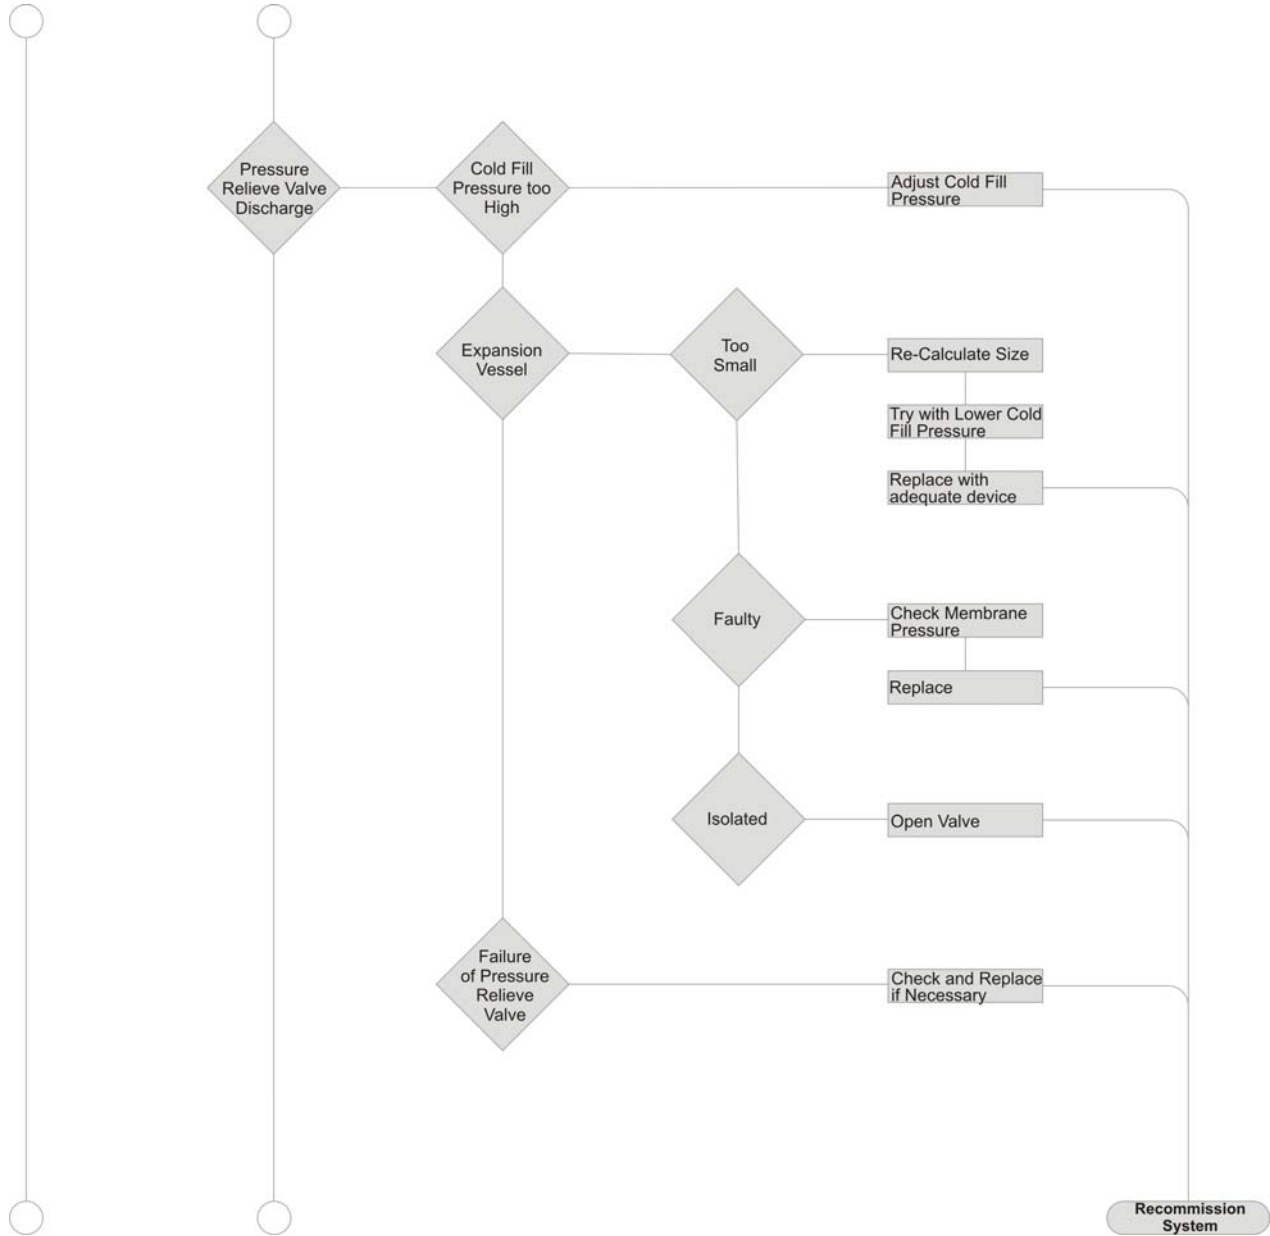 Pressure
Relieve Valve
Discharge
Cold Fill
Pressure too
High
Adjust Cold Fill
Pressure
Expansion
Vessel
Too
Small
Re-Calculate Size
Try with Lower Cold
Fill Pressure
Replace with
adequate device
Faulty
Check Membrane
Pressure
Replace
Isolated
Open Valve
Failure
of Pressure
Relieve
Valve
Check and Replace
if Necessary
Recommission
System